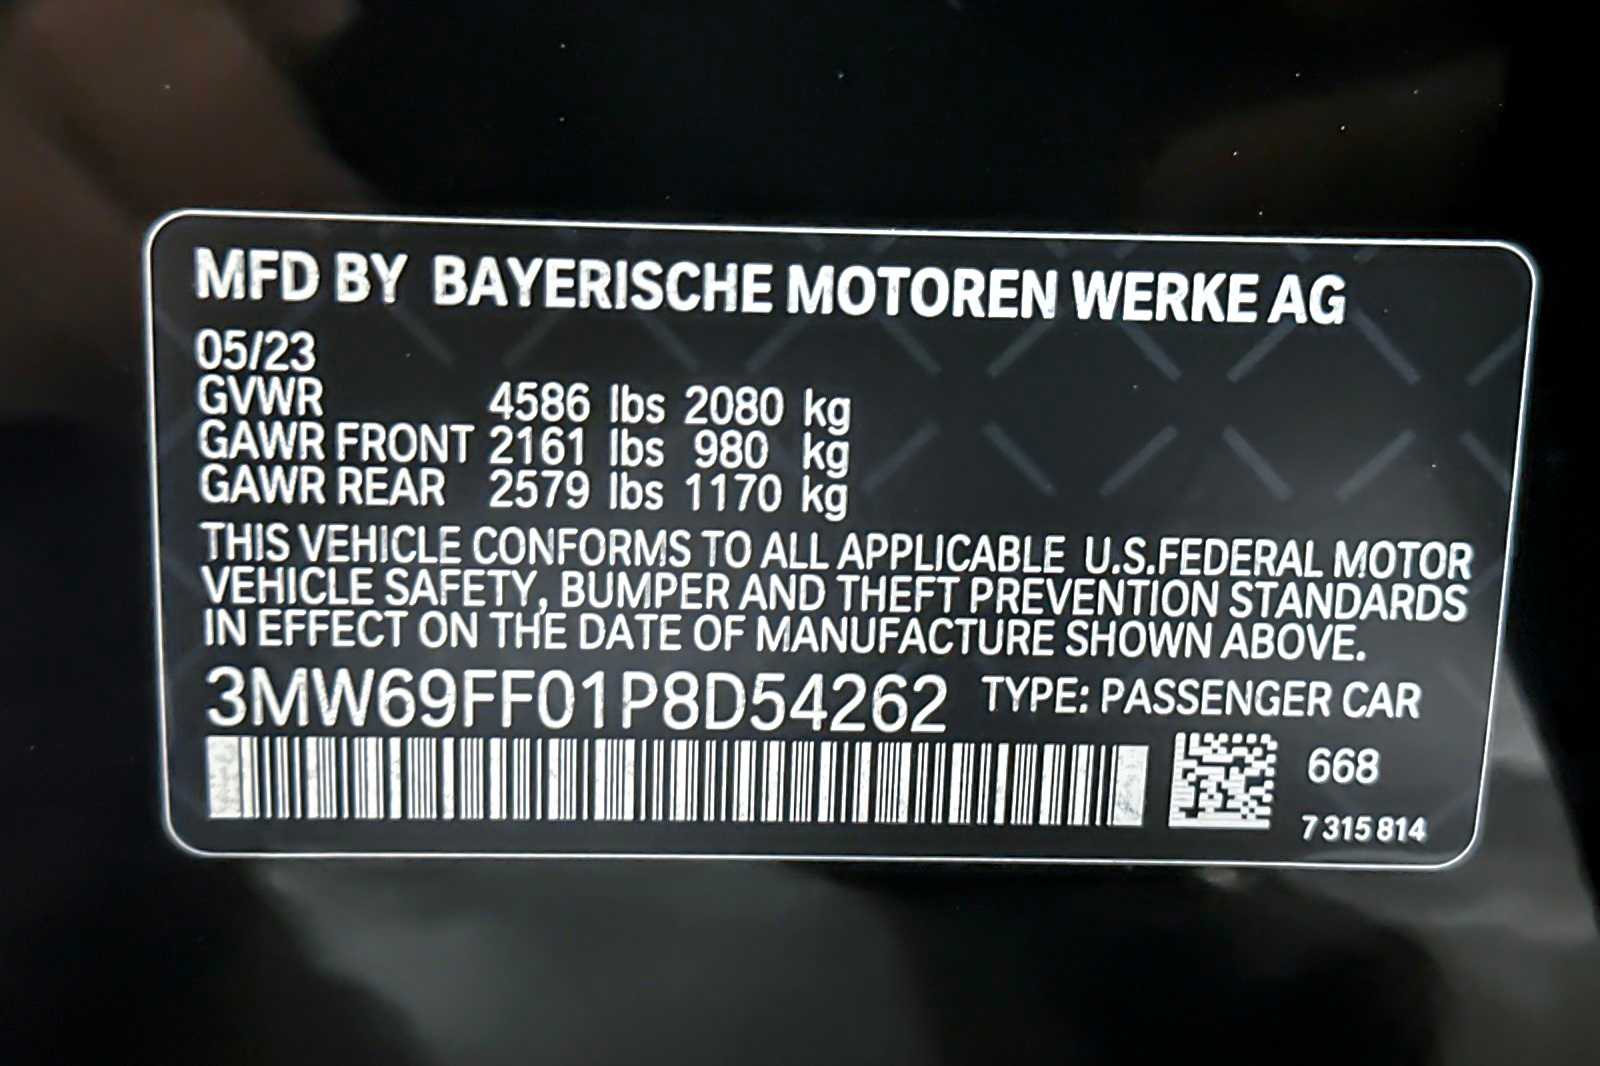 MFD BY BAYERISCHE MOTOREN WERKE AG
05/23
GVWR 4586 lbs 2080 kg
GAWR FRONT 2161 lbs 980 kg
GAWR REAR 2579 lbs 1170 kg
THIS VEHICLE CONFORMS TO ALL APPLICABLE U.S.FEDERAL MOTOR
VEHICLE SAFETY, BUMPER AND THEFT PREVENTION STANDARDS
IN EFFECT ON THE DATE OF MANUFACTURE SHOWN ABOVE.
3MW69FF01P8D54262 TYPE: PASSENGER CAR
668
7 315 814